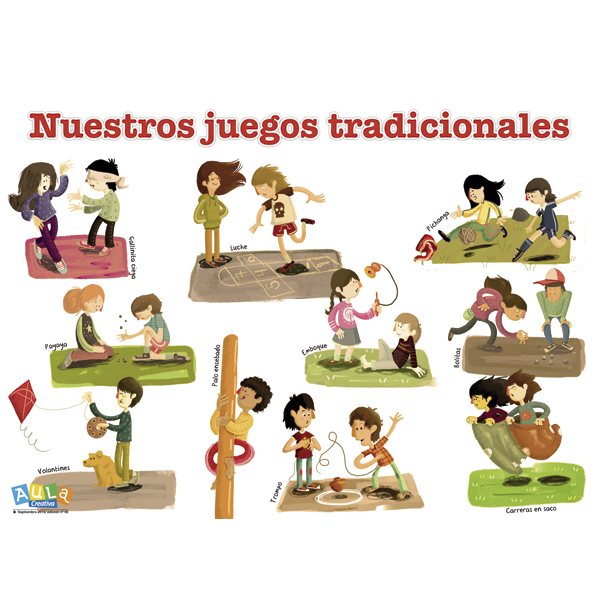 Nuestros juegos tradicionales
Gallinita ciega
Luche
Pichanga
Payaya
Palo ensebado
Emboque
Bolitas
Volantines
Trompo
Carreras en saco
AULA
Creativa